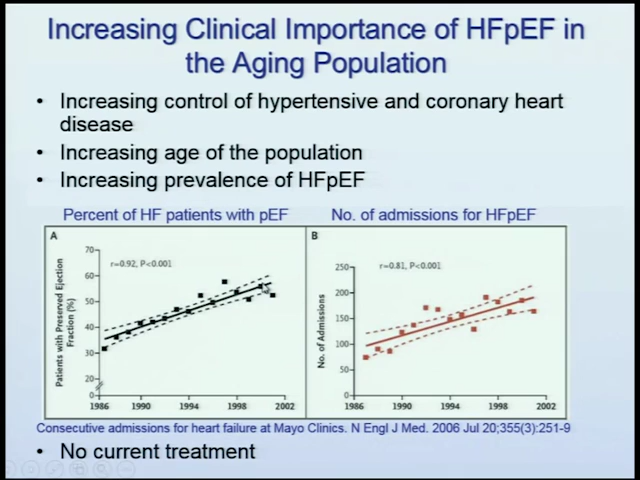 Increasing Clinical Importance of HFpEF in
the Aging Population
• Increasing control of hypertensive and coronary heart
disease
• Increasing age of the population
• Increasing prevalence of HFpEF
Percent of HF patients with pEF
No. of admissions for HFpEF
A
r=0.92, P<0.001
Patients with Preserved Ejection
Fraction (%)
70
60
50
40
30
20
0
1986 1990 1994 1998 2002
B
r=0.81, P<0.001
No. of Admissions
250
200
150
100
50
0
1986 1990 1994 1998 2002
Consecutive admissions for heart failure at Mayo Clinics. N Engl J Med. 2006 Jul 20;355(3):251-9
• No current treatment